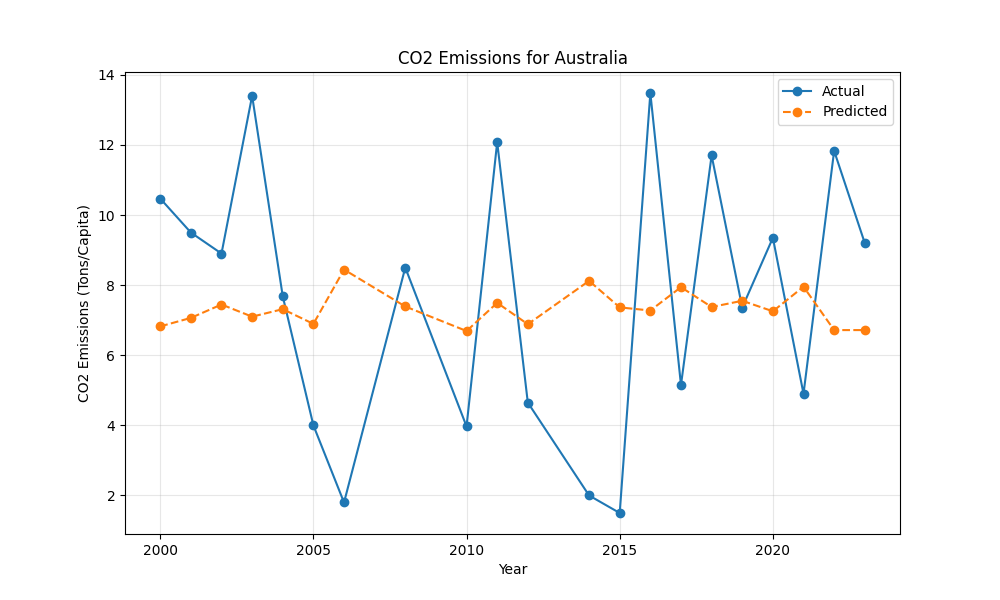 CO2 Emissions for Australia
Actual
Predicted
CO2 Emissions (Tons/Capita)
14
12
10
8
6
4
2
2000
2005
2010
2015
2020
Year